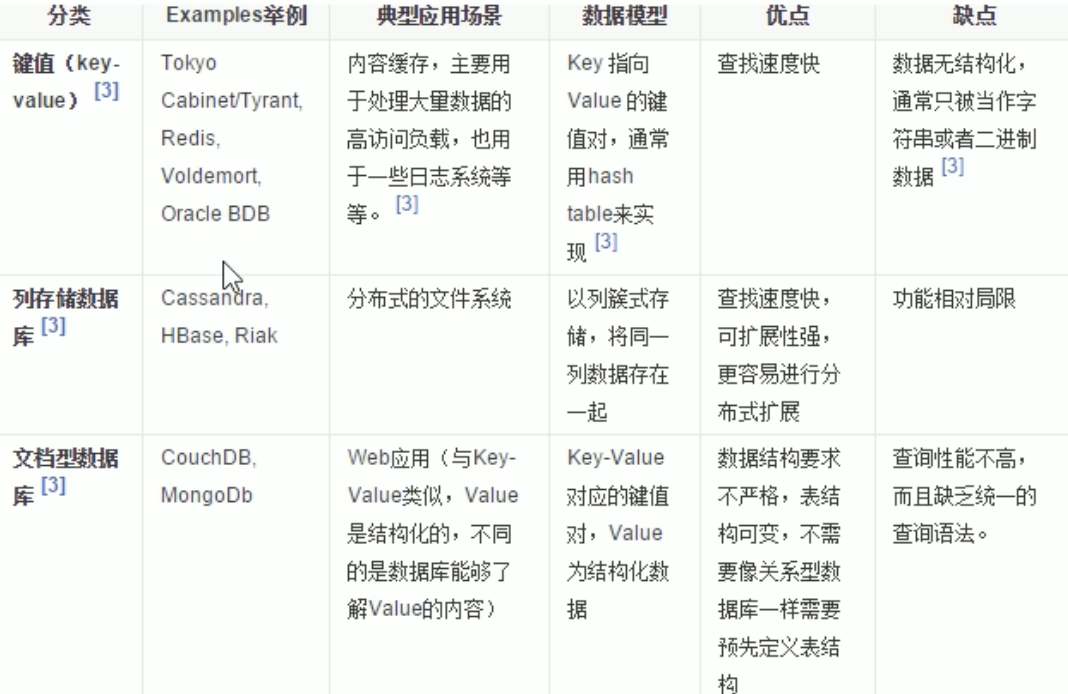 分类 Examples举例 典型应用场景 数据模型 优点 缺点
键值（key-
value）[3]
Tokyo
Cabinet/Tyrant,
Redis,
Voldemort,
Oracle BDB
内容缓存，主要用
于处理大量数据的
高访问负载，也用
于一些日志系统等
等。[3]
Key 指向
Value 的键
值对，通常
用hash
table来实
现 [3]
查找速度快
数据无结构化，
通常只被当作字
符串或者二进制
数据 [3]
列存储数据
库 [3]
Cassandra,
HBase, Riak
分布式的文件系统
以列簇式存
储，将同一
列数据存在
一起
查找速度快，
可扩展性强，
更容易进行分
布式扩展
功能相对局限
文档型数据
库 [3]
CouchDB,
MongoDb
Web应用（与Key-
Value类似，Value
是结构化的，不同
的是数据库能够了
解Value的内容）
Key-Value
对应的键值
对，Value
为结构化数
据
数据结构要求
不严格，表结
构可变，不需
要像关系型数
据库一样需要
预先定义表结
构
查询性能不高，
而且缺乏统一的
查询语法。